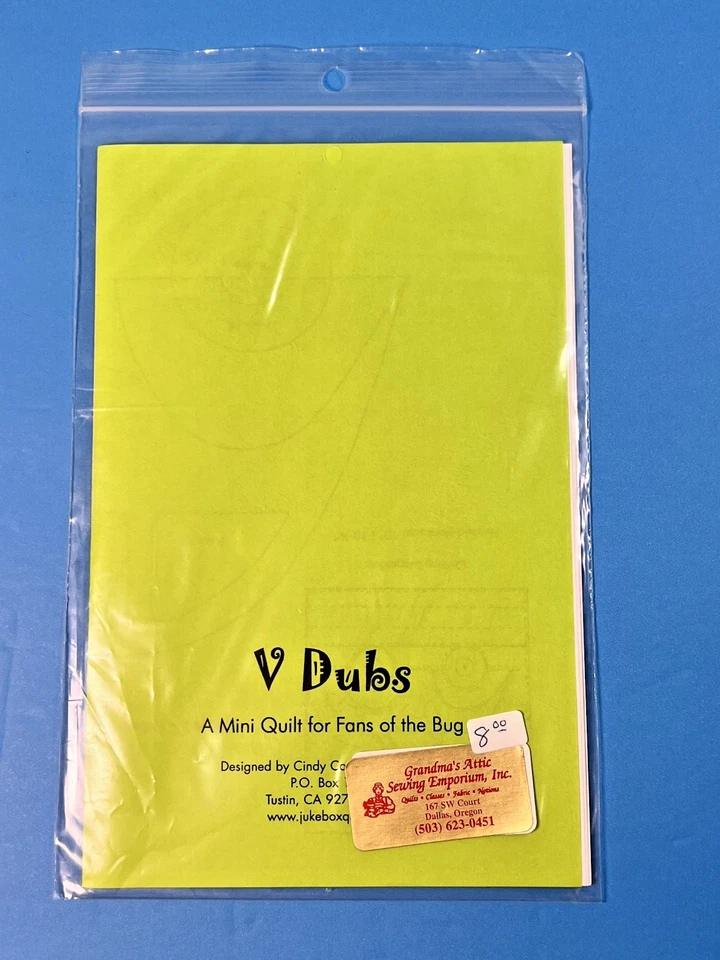 V Dubs
A Mini Quilt for Fans of the Bug
8.00
Designed by Cindy
P.O. Box
Tustin, CA 927
www.jukeboxq
Grandma's Attic
Sewing Emporium, Inc.
Quilts • Classes • Fabric • Notions
167 SW Court
Dallas, Oregon
(503) 623-0451